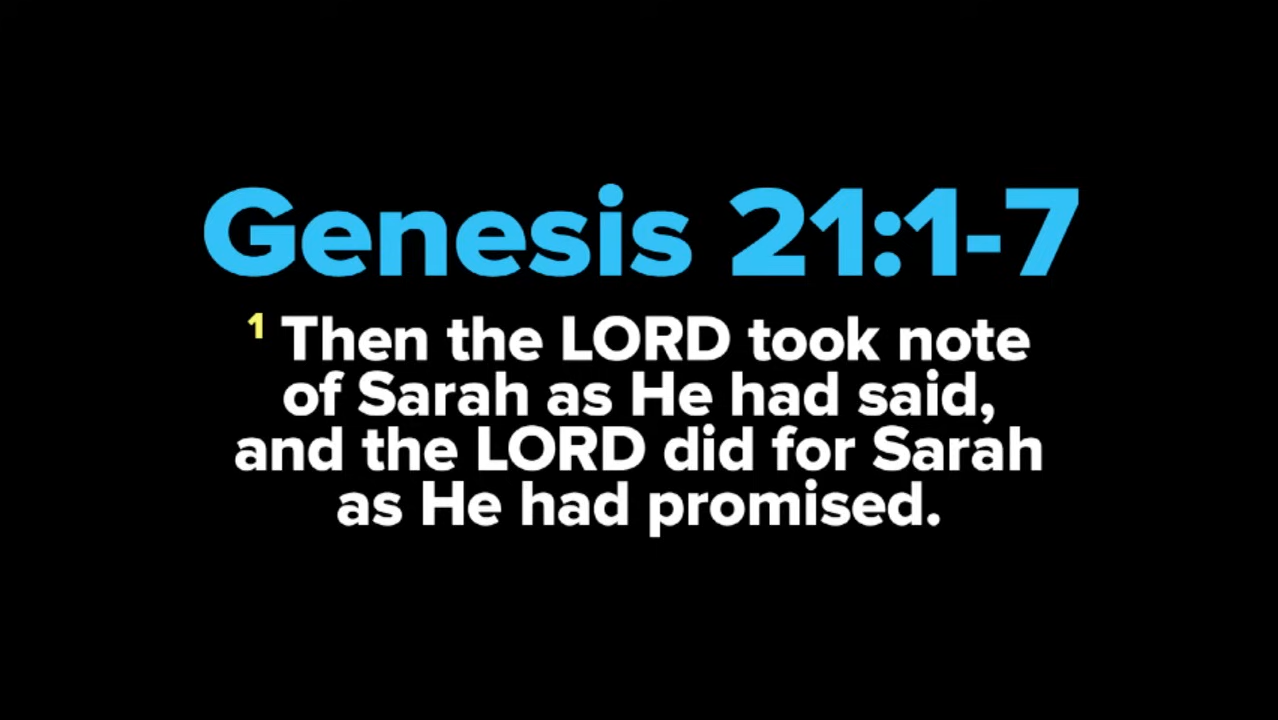 Genesis 21:1-7
1 Then the LORD took note
of Sarah as He had said,
and the LORD did for Sarah
as He had promised.